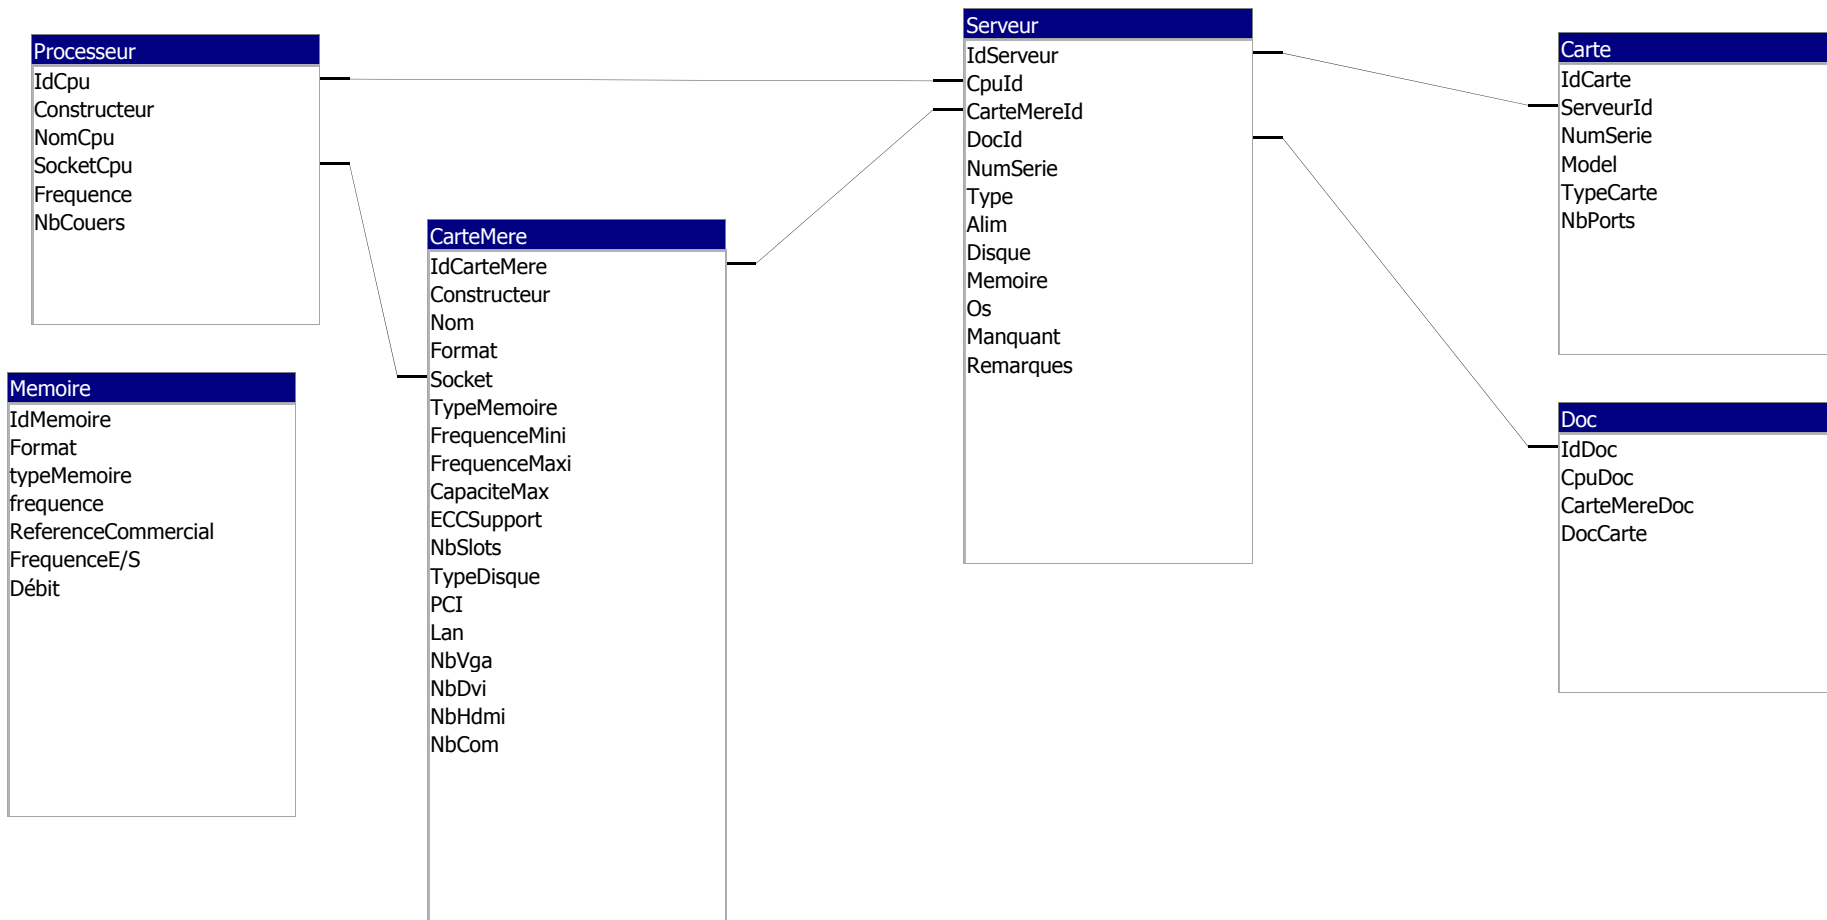 Processeur
IdCpu
Constructeur
NomCpu
SocketCpu
Frequence
NbCouers
Memoire
IdMemoire
Format
typeMemoire
frequence
ReferenceCommercial
FrequenceE/S
Débit
CarteMere
IdCarteMere
Constructeur
Nom
Format
Socket
TypeMemoire
FrequenceMini
FrequenceMaxi
CapaciteMax
ECCSupport
NbSlots
TypeDisque
PCI
Lan
NbVga
NbDvi
NbHdmi
NbCom
Serveur
IdServeur
CpuId
CarteMereId
DocId
NumSerie
Type
Alim
Disque
Memoire
Os
Manquant
Remarques
Carte
IdCarte
ServeurId
NumSerie
Model
TypeCarte
NbPorts
Doc
IdDoc
CpuDoc
CarteMereDoc
DocCarte